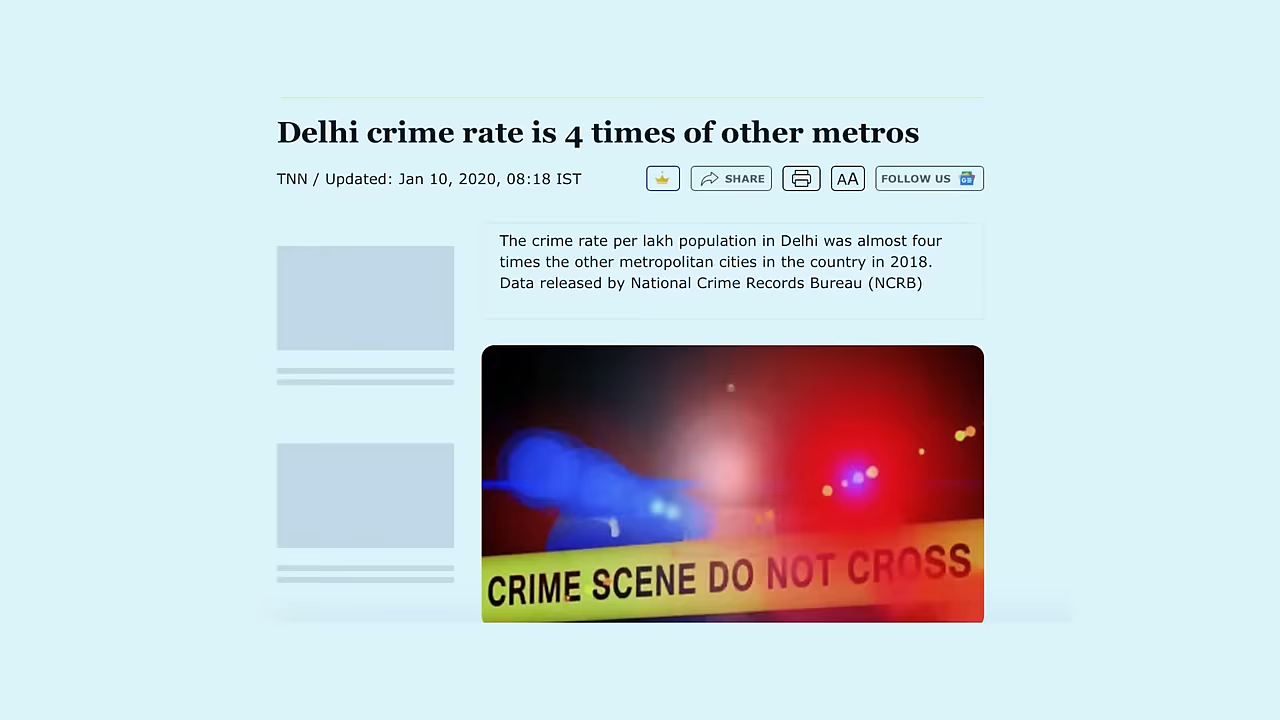 Delhi crime rate is 4 times of other metros
TNN / Updated: Jan 10, 2020, 08:18 IST
SHARE
AA
FOLLOW US
The crime rate per lakh population in Delhi was almost four
times the other metropolitan cities in the country in 2018.
Data released by National Crime Records Bureau (NCRB)
CRIME SCENE DO NOT CROSS